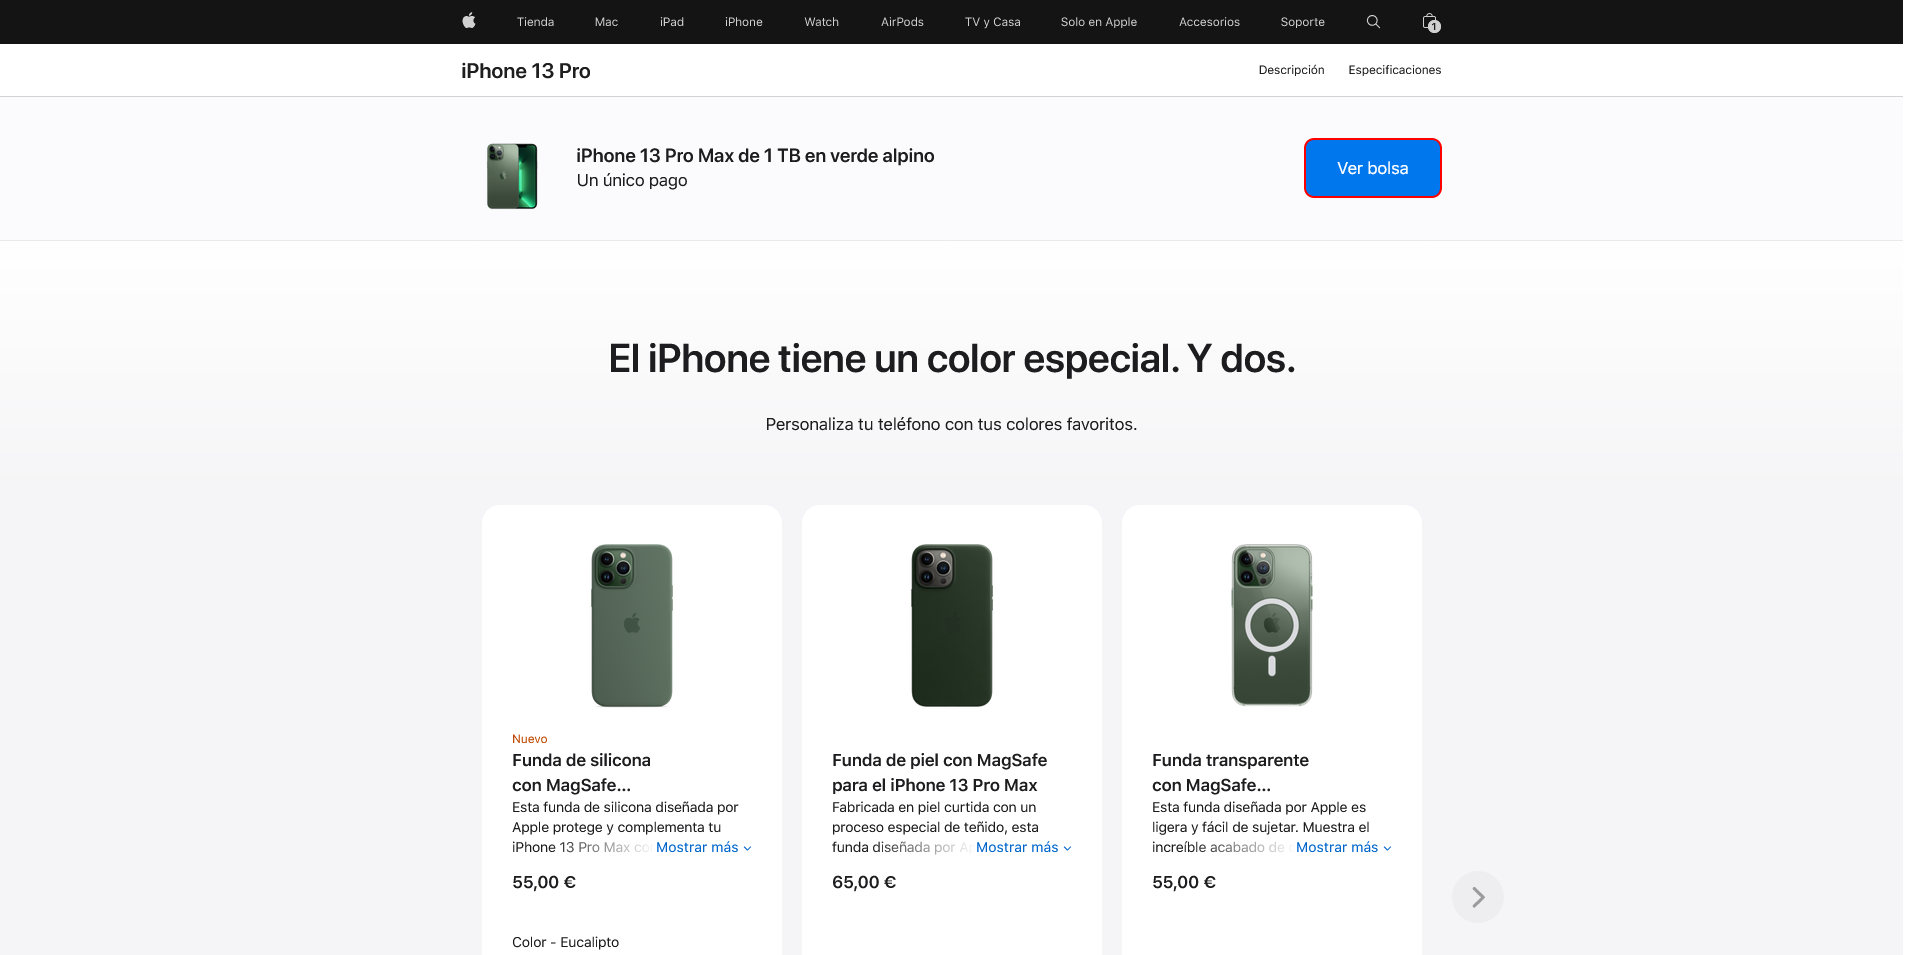 Tienda Mac iPad iPhone Watch AirPods TV y Casa Solo en Apple Accesorios Soporte 1
iPhone 13 Pro
Descripción Especificaciones
iPhone 13 Pro Max de 1 TB en verde alpino
Un único pago
Ver bolsa
El iPhone tiene un color especial. Y dos.
Personaliza tu teléfono con tus colores favoritos.
Nuevo
Funda de silicona
con MagSafe...
Esta funda de silicona diseñada por
Apple protege y complementa tu
iPhone 13 Pro Max co Mostrar más
55,00 €
Color - Eucalipto
Funda de piel con MagSafe
para el iPhone 13 Pro Max
Fabricada en piel curtida con un
proceso especial de teñido, esta
funda diseñada por A Mostrar más
65,00 €
Funda transparente
con MagSafe...
Esta funda diseñada por Apple es
ligera y fácil de sujetar. Muestra el
increíble acabado de Mostrar más
55,00 €